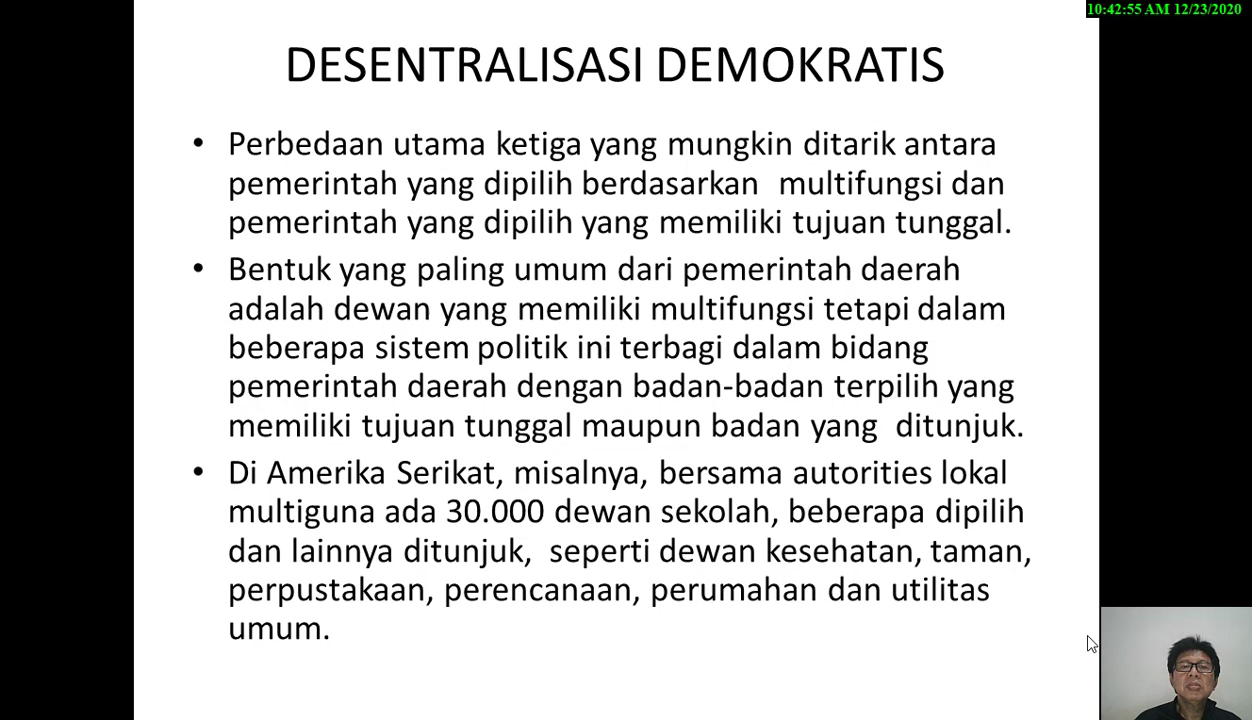 10:42:55 AM 12/23/2020
DESENTRALISASI DEMOKRATIS
• Perbedaan utama ketiga yang mungkin ditarik antara
pemerintah yang dipilih berdasarkan multifungsi dan
pemerintah yang dipilih yang memiliki tujuan tunggal.
• Bentuk yang paling umum dari pemerintah daerah
adalah dewan yang memiliki multifungsi tetapi dalam
beberapa sistem politik ini terbagi dalam bidang
pemerintah daerah dengan badan-badan terpilih yang
memiliki tujuan tunggal maupun badan yang ditunjuk.
• Di Amerika Serikat, misalnya, bersama autorities lokal
multiguna ada 30.000 dewan sekolah, beberapa dipilih
dan lainnya ditunjuk, seperti dewan kesehatan, taman,
perpustakaan, perencanaan, perumahan dan utilitas
umum.